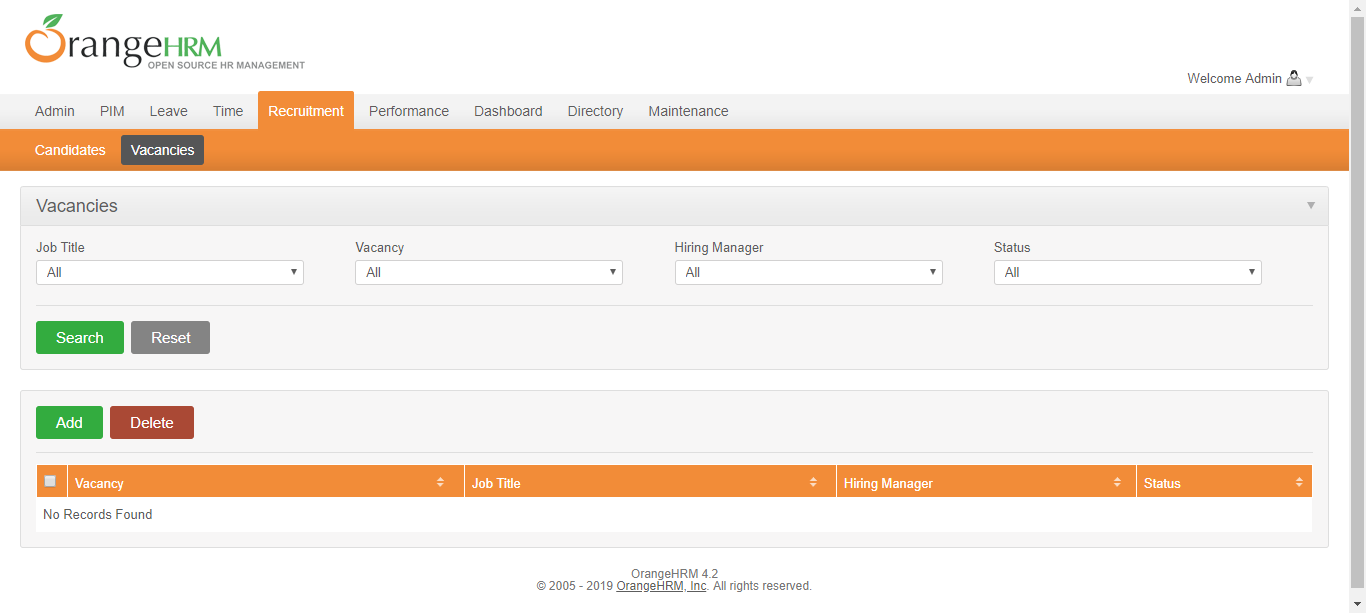 OrangeHRM
OPEN SOURCE HR MANAGEMENT
Welcome Admin
Admin PIM Leave Time Recruitment Performance Dashboard Directory Maintenance
Candidates Vacancies
Vacancies
Job Title Vacancy Hiring Manager Status
All All All All
Search Reset
Add Delete
Vacancy Job Title Hiring Manager Status
No Records Found
OrangeHRM 4.2
© 2005 - 2019 OrangeHRM, Inc. All rights reserved.